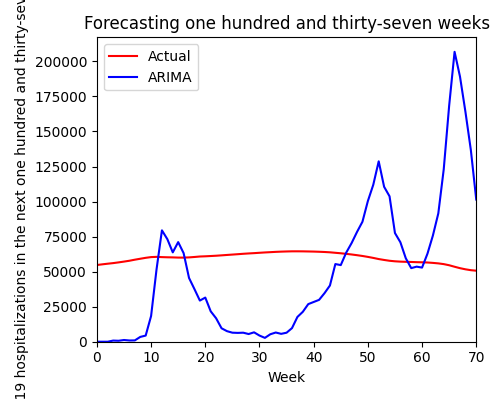 Forecasting one hundred and thirty-seven weeks
19 hospitalizations in the next one hundred and thirty-sev
200000
175000
150000
125000
100000
75000
50000
25000
0
Actual
ARIMA
0 10 20 30 40 50 60 70
Week